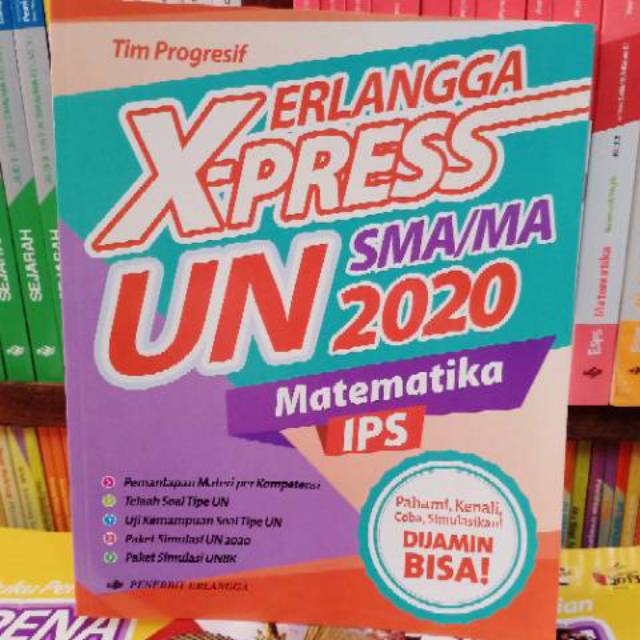 Tim Progresif
ERLANGGA
X-PRESS
UN SMA/MA
2020
Matematika
IPS
Pemantapan Materi per Kompetensi
Telaah Soal Tipe UN
Uji Kemampuan Soal Tipe UN
Paket Simulasi UN 2020
Paket Simulasi UNBK
Pahami, Kenali,
Coba, Simulasikan!
DIJAMIN
BISA!
PENERBIT ERLANGGA
SEJARAH
Matematika